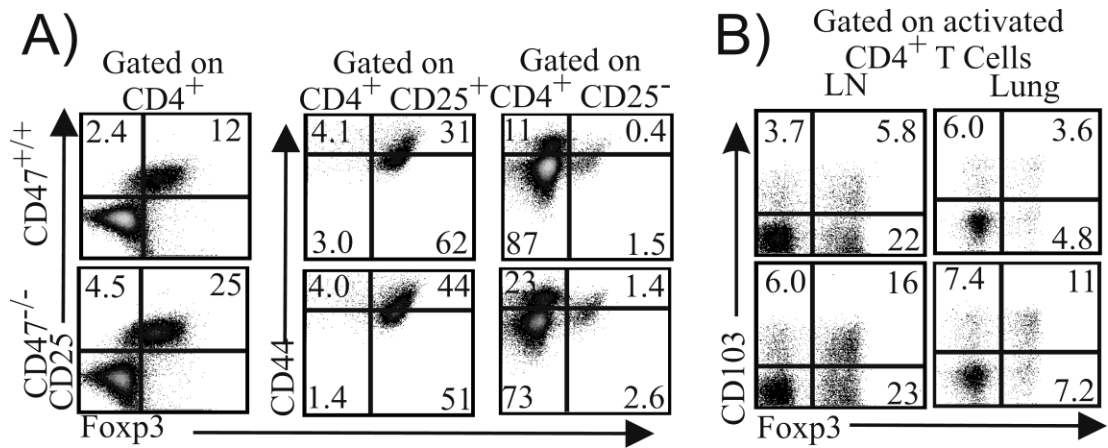 A)
Gated on
CD4+
Gated on
CD4+ CD25+
Gated on
CD4+ CD25-
CD47+/+
2.4 12
4.1 31
3.0 62
11 0.4
87 1.5
CD47-/-
CD25
4.5 25
CD44
4.0 44
1.4 51
23 1.4
73 2.6
Foxp3
B)
Gated on activated
CD4+ T Cells
LN Lung
3.7 5.8
22
6.0 3.6
4.8
CD103
6.0 16
23
7.4 11
7.2
Foxp3